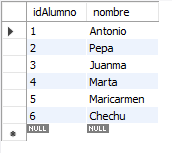 idAlumno nombre
1 Antonio
2 Pepa
3 Juanma
4 Marta
5 Maricarmen
6 Chechu
NULL NULL